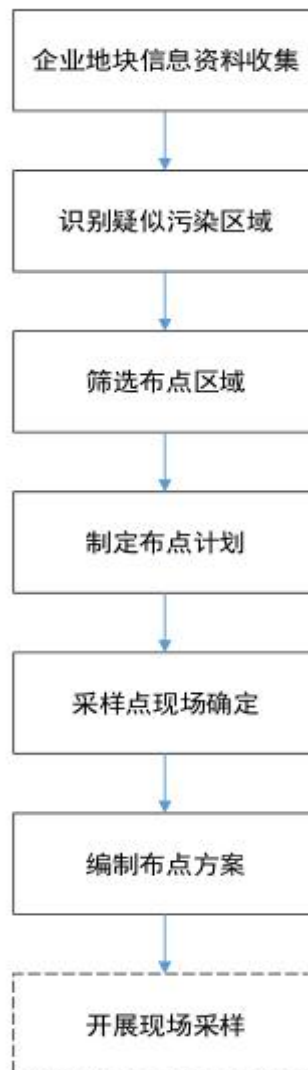 企业地块信息资料收集
识别疑似污染区域
筛选布点区域
制定布点计划
采样点现场确定
编制布点方案
开展现场采样